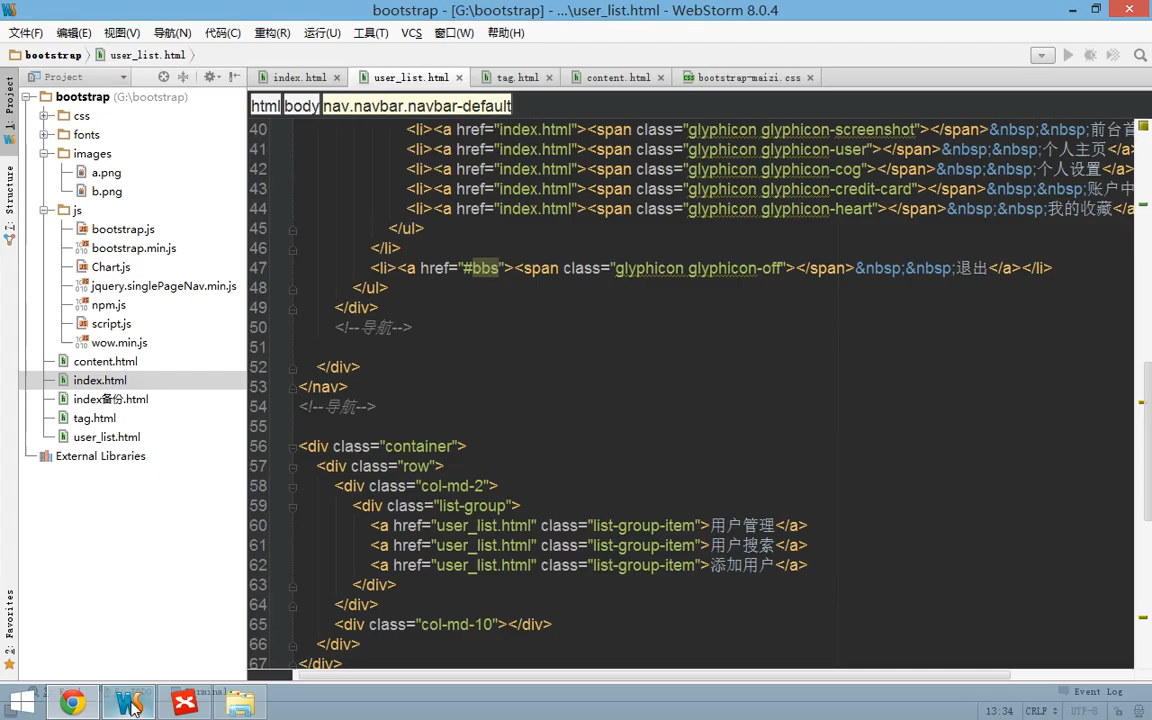 bootstrap - [G:\bootstrap] - ...\user_list.html - WebStorm 8.0.4
文件(F) 编辑(E) 视图(V) 导航(N) 代码(C) 重构(R) 运行(U) 工具(T) VCS 窗口(W) 帮助(H)
bootstrap user_list.html
Project
index.html user_list.html tag.html content.html bootstrap-maizi.css
1: Project
7: Structure
2: Favorites
bootstrap (G:\bootstrap)
css
fonts
images
a.png
b.png
js
bootstrap.js
bootstrap.min.js
Chart.js
jquery.singlePageNav.min.js
npm.js
script.js
wow.min.js
content.html
index.html
index备份.html
tag.html
user_list.html
External Libraries
html body nav.navbar.navbar-default
40 <li><a href="index.html"><span class="glyphicon glyphicon-screenshot"></span>&nbsp;&nbsp;前台首
41 <li><a href="index.html"><span class="glyphicon glyphicon-user"></span>&nbsp;&nbsp;个人主页</a
42 <li><a href="index.html"><span class="glyphicon glyphicon-cog"></span>&nbsp;&nbsp;个人设置</a>
43 <li><a href="index.html"><span class="glyphicon glyphicon-credit-card"></span>&nbsp;&nbsp;账户中
44 <li><a href="index.html"><span class="glyphicon glyphicon-heart"></span>&nbsp;&nbsp;我的收藏</a
45 </ul>
46 </li>
47 <li><a href="#bbs"><span class="glyphicon glyphicon-off"></span>&nbsp;&nbsp;退出</a></li>
48 </ul>
49 </div>
50 <!--导航-->
51
52 </div>
53 </nav>
54 <!--导航-->
55
56 <div class="container">
57 <div class="row">
58 <div class="col-md-2">
59 <div class="list-group">
60 <a href="user_list.html" class="list-group-item">用户管理</a>
61 <a href="user_list.html" class="list-group-item">用户搜索</a>
62 <a href="user_list.html" class="list-group-item">添加用户</a>
63 </div>
64 </div>
65 <div class="col-md-10"></div>
66 </div>
67 </div>
Event Log
13:34 CRLF UTF-8